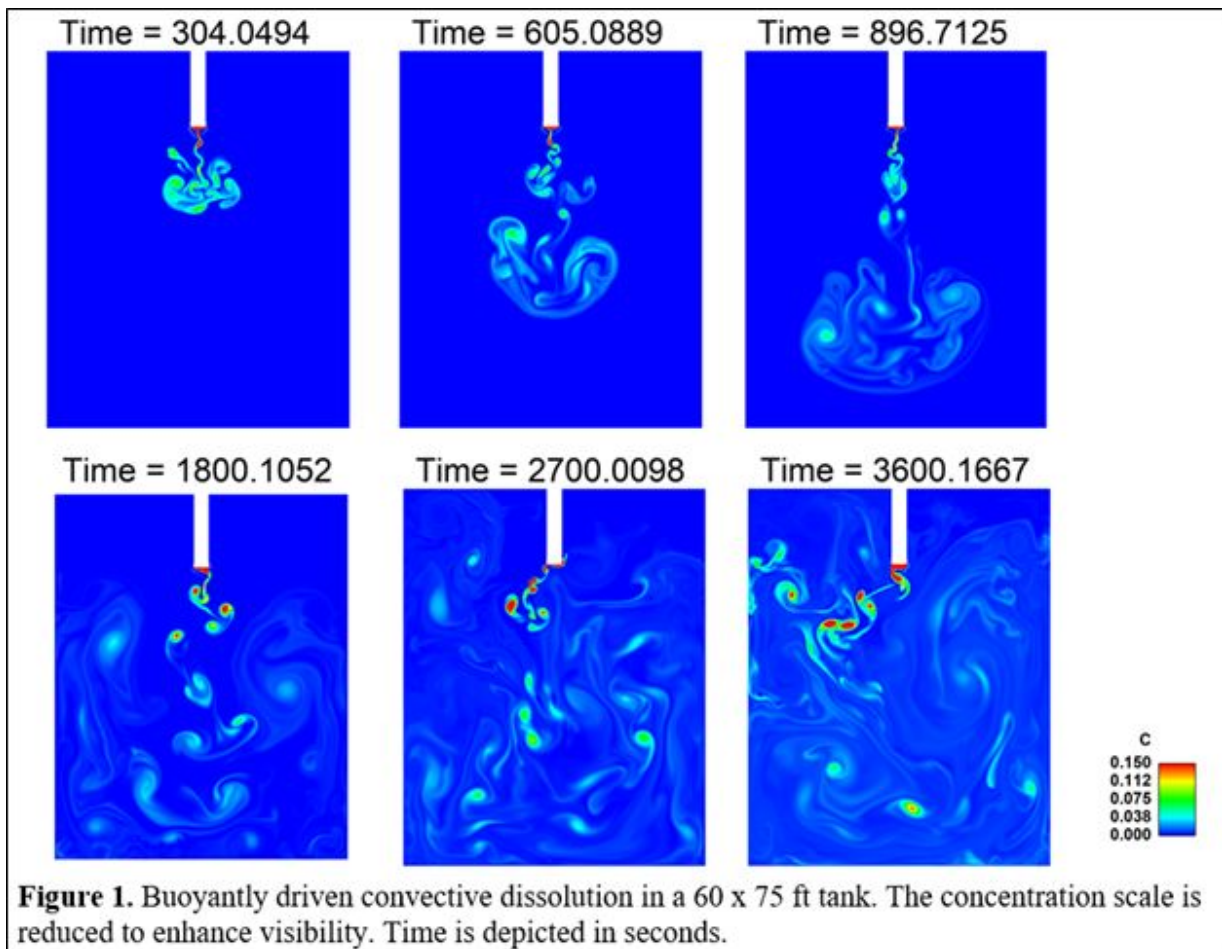 Time = 304.0494
Time = 605.0889
Time = 896.7125
Time = 1800.1052
Time = 2700.0098
Time = 3600.1667
C
0.150
0.112
0.075
0.038
0.000
Figure 1. Buoyantly driven convective dissolution in a 60 x 75 ft tank. The concentration scale is
reduced to enhance visibility. Time is depicted in seconds.